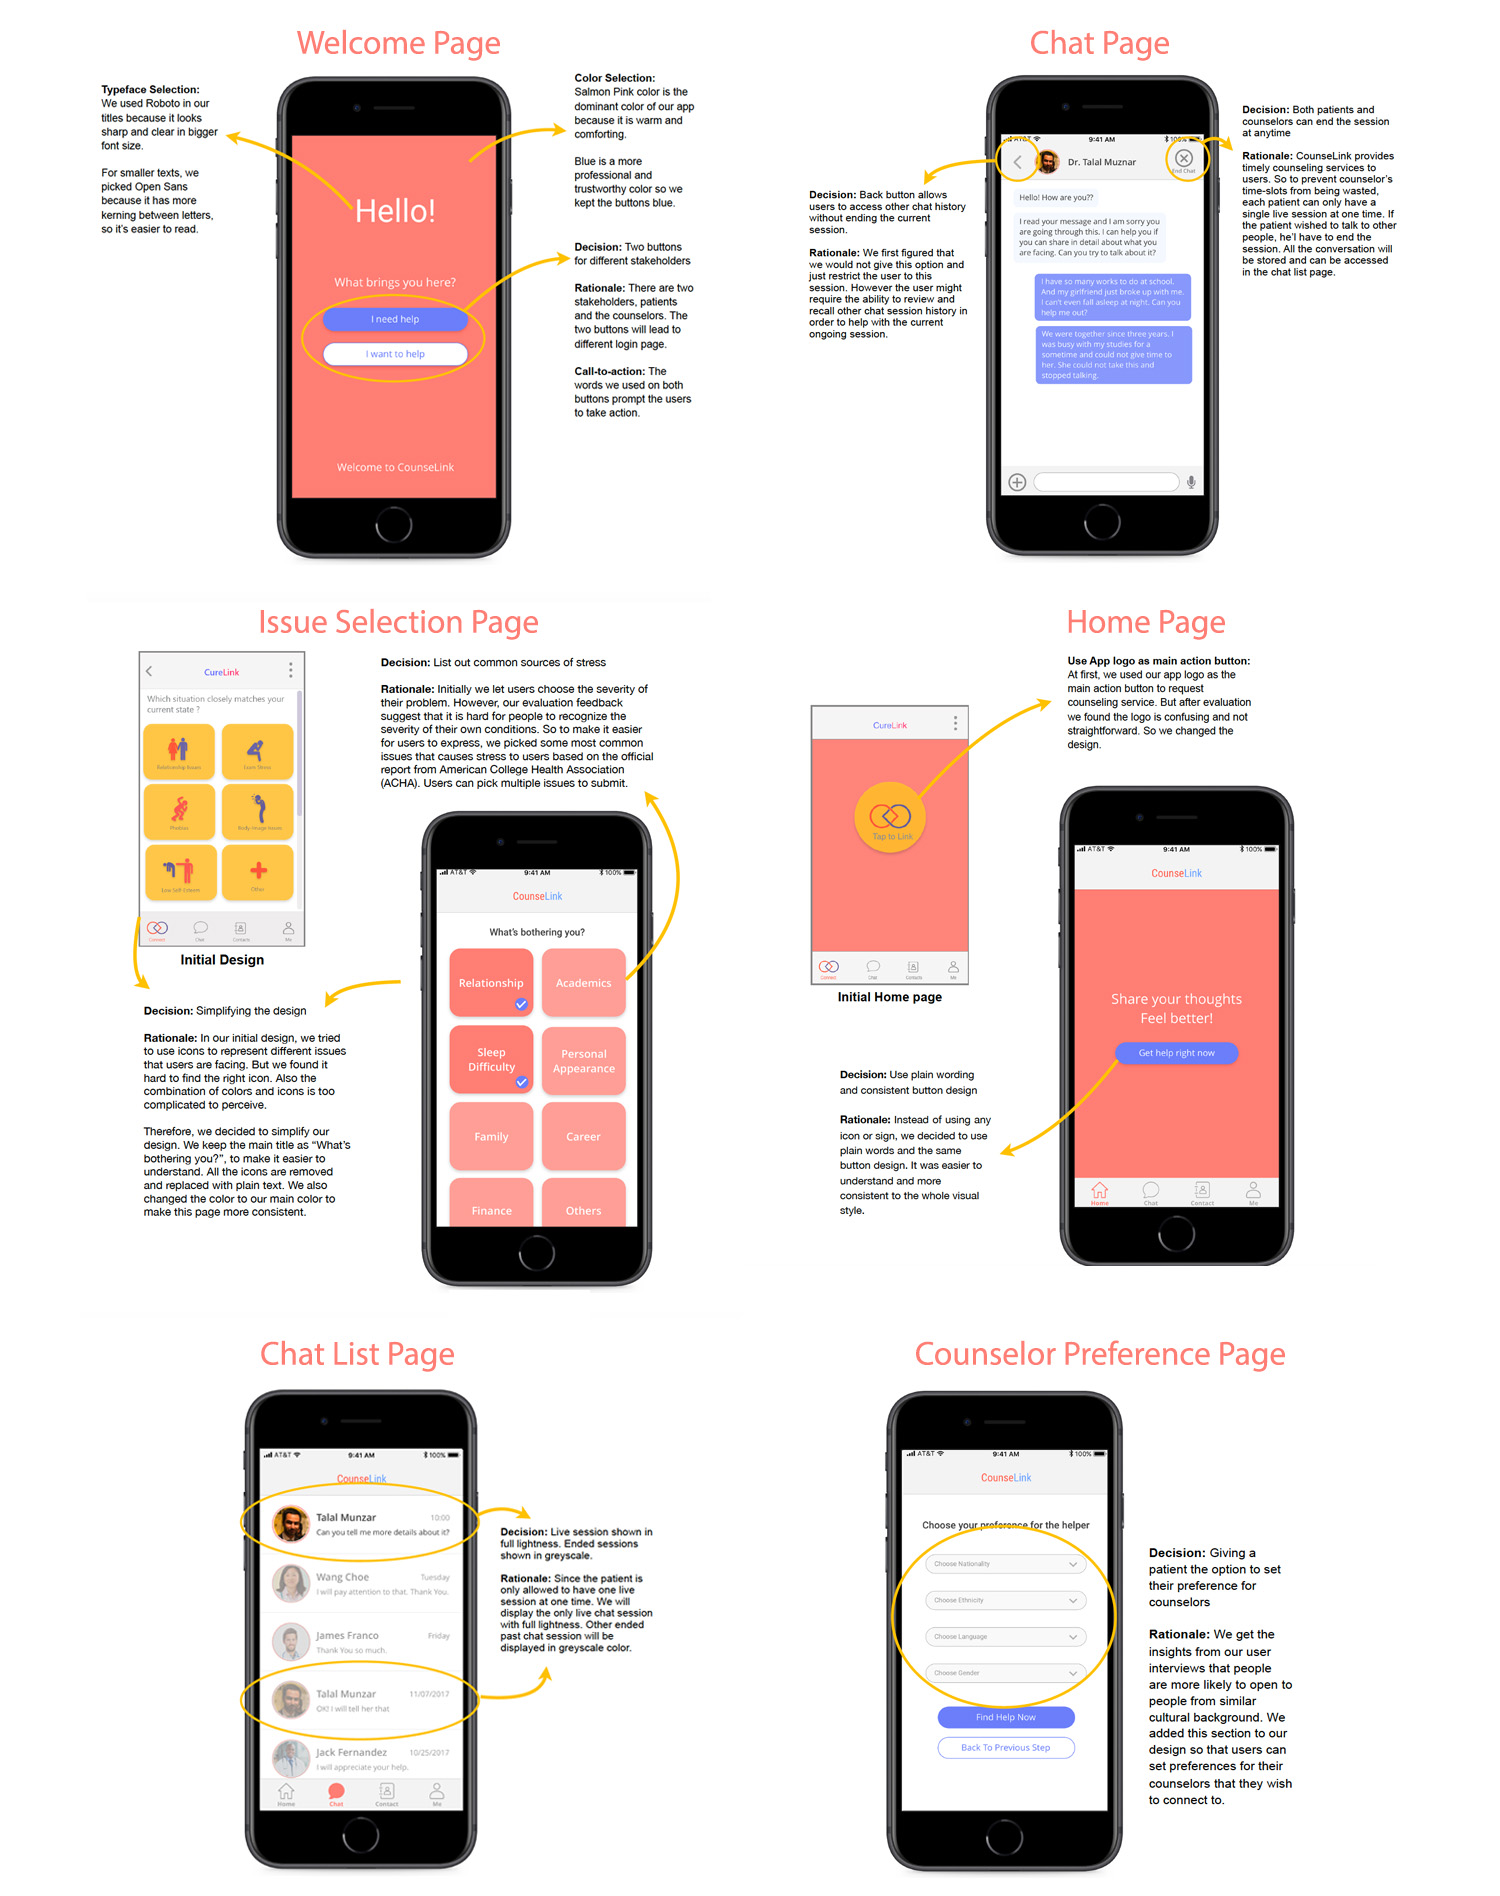 Welcome Page
Typeface Selection:
We used Roboto in our
titles because it looks
sharp and clear in bigger
font size.
For smaller texts, we
picked Open Sans
because it has more
kerning between letters,
so it's easier to read.
Hello!
What brings you here?
I need help
I want to help
Welcome to CounseLink
Color Selection:
Salmon Pink color is the
dominant color of our app
because it is warm and
comforting.
Blue is a more
professional and
trustworthy color so we
kept the buttons blue.
Decision: Two buttons
for different stakeholders
Rationale: There are two
stakeholders, patients
and the counselors. The
two buttons will lead to
different login page.
Call-to-action: The
words we used on both
buttons prompt the users
to take action.
Chat Page
Decision: Back button allows
users to access other chat history
without ending the current
session.
Rationale: We first figured that
we would not give this option and
just restrict the user to this
session. However the user might
require the ability to review and
recall other chat session history in
order to help with the current
ongoing session.
AT&T 9:41 AM 100%
Dr. Talal Muznar
End Chat
Hello! How are you??
I read your message and I am sorry you
are going through this. I can help you if
you can share in detail about what you
are facing. Can you try to talk about it?
I have so many works to do at school.
And my girlfriend just broke up with me.
I can't even fall asleep at night. Can you
help me out?
We were together since three years. I
was busy with my studies for a
sometime and could not give time to
her. She could not take this and
stopped talking.
Decision: Both patients and
counselors can end the session
at anytime
Rationale: CounseLink provides
timely counseling services to
users. So to prevent counselor's
time-slots from being wasted,
each patient can only have a
single live session at one time. If
the patient wished to talk to other
people, he'l have to end the
session. All the conversation will
be stored and can be accessed
in the chat list page.
Issue Selection Page
CureLink
Which situation closely matches your
current state ?
Relationship Issues
Exam Stress
Phobias
Body Image Issues
Low Self-Esteem
Other
Connect
Chat
Contacts
Me
Initial Design
Decision: Simplifying the design
Rationale: In our initial design, we tried
to use icons to represent different issues
that users are facing. But we found it
hard to find the right icon. Also the
combination of colors and icons is too
complicated to perceive.
Therefore, we decided to simplify our
design. We keep the main title as “What's
bothering you?”, to make it easier to
understand. All the icons are removed
and replaced with plain text. We also
changed the color to our main color to
make this page more consistent.
Decision: List out common sources of stress
Rationale: Initially we let users choose the severity of
their problem. However, our evaluation feedback
suggest that it is hard for people to recognize the
severity of their own conditions. So to make it easier
for users to express, we picked some most common
issues that causes stress to users based on the official
report from American College Health Association
(ACHA). Users can pick multiple issues to submit.
AT&T 9:41 AM 100%
CounseLink
What's bothering you?
Relationship
Academics
Sleep
Difficulty
Personal
Appearance
Family
Career
Finance
Others
Home Page
CureLink
Tap to Link
Connect
Chat
Contacts
Me
Initial Home page
Use App logo as main action button:
At first, we used our app logo as the
main action button to request
counseling service. But after evaluation
we found the logo is confusing and not
straightforward. So we changed the
design.
Decision: Use plain wording
and consistent button design
Rationale: Instead of using any
icon or sign, we decided to use
plain words and the same
button design. It was easier to
understand and more
consistent to the whole visual
style.
AT&T 9:41 AM 100%
CounseLink
Share your thoughts
Feel better!
Get help right now
Home
Chat
Contact
Me
Chat List Page
AT&T 9:41 AM 100%
CounseLink
Talal Munzar 10:00
Can you tell me more details about it?
Wang Choe Tuesday
I will pay attention to that. Thank You.
James Franco Friday
Thank You so much.
Talal Munzar 11/07/2017
OK! I will tell her that
Jack Fernandez 10/25/2017
I will appreciate your help.
Home
Chat
Contact
Me
Decision: Live session shown in
full lightness. Ended sessions
shown in greyscale.
Rationale: Since the patient is
only allowed to have one live
session at one time. We will
display the only live chat session
with full lightness. Other ended
past chat session will be
displayed in greyscale color.
Counselor Preference Page
AT&T 9:41 AM 100%
CounseLink
Choose your preference for the helper
Choose Nationality
Choose Ethnicity
Choose Language
Choose Gender
Find Help Now
Back To Previous Step
Decision: Giving a
patient the option to set
their preference for
counselors
Rationale: We get the
insights from our user
interviews that people
are more likely to open to
people from similar
cultural background. We
added this section to our
design so that users can
set preferences for their
counselors that they wish
to connect to.